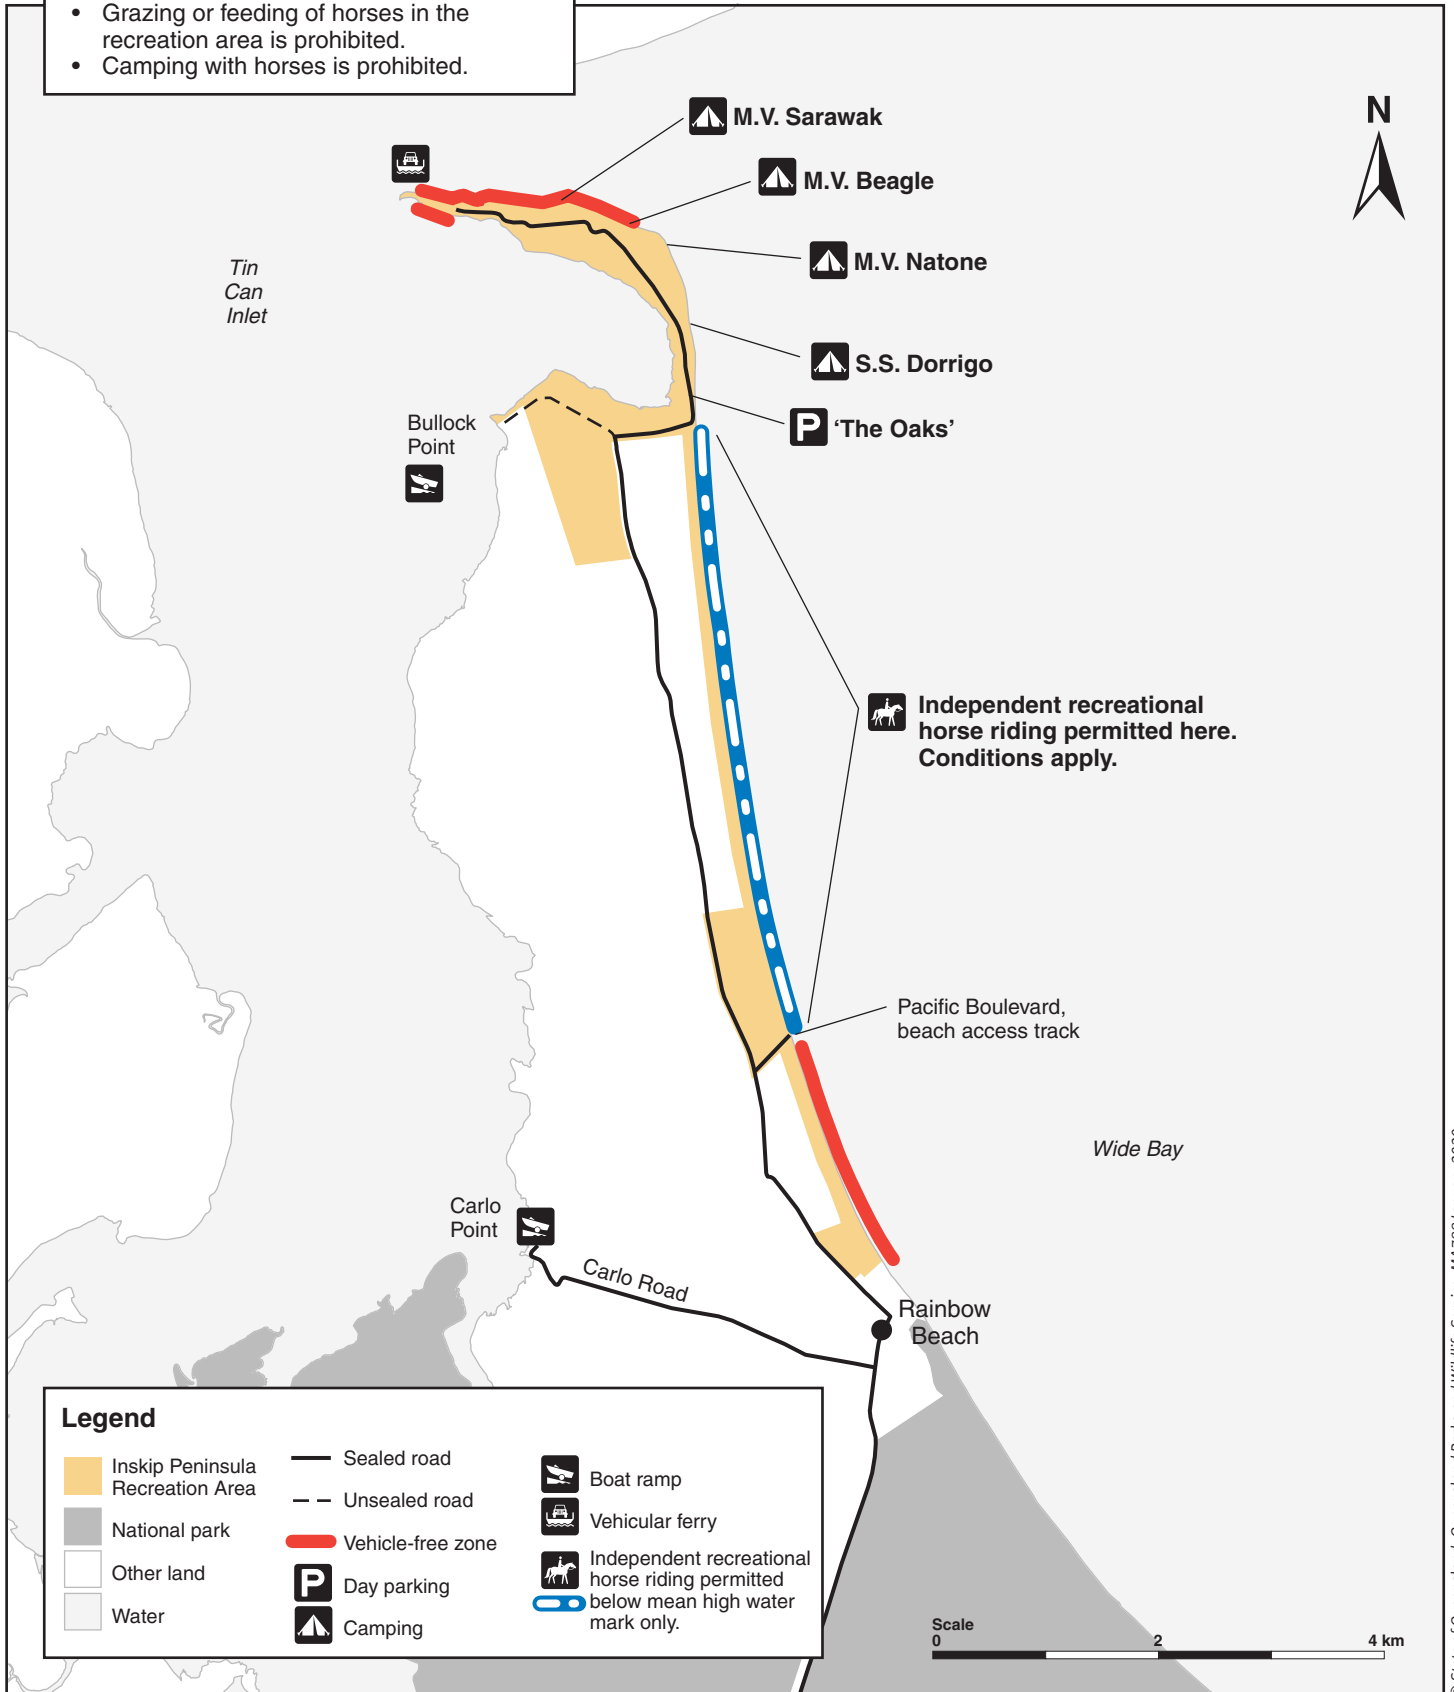 • Grazing or feeding of horses in the
recreation area is prohibited.
• Camping with horses is prohibited.
N
M.V. Sarawak
M.V. Beagle
M.V. Natone
S.S. Dorrigo
P 'The Oaks'
Tin
Can
Inlet
Bullock
Point
Independent recreational
horse riding permitted here.
Conditions apply.
Pacific Boulevard,
beach access track
Wide Bay
Carlo
Point
Carlo Road
Rainbow
Beach
Legend
Inskip Peninsula
Recreation Area
National park
Other land
Water
Sealed road
Unsealed road
Vehicle-free zone
P Day parking
Camping
Boat ramp
Vehicular ferry
Independent recreational
horse riding permitted
below mean high water
mark only.
Scale
0 2 4 km